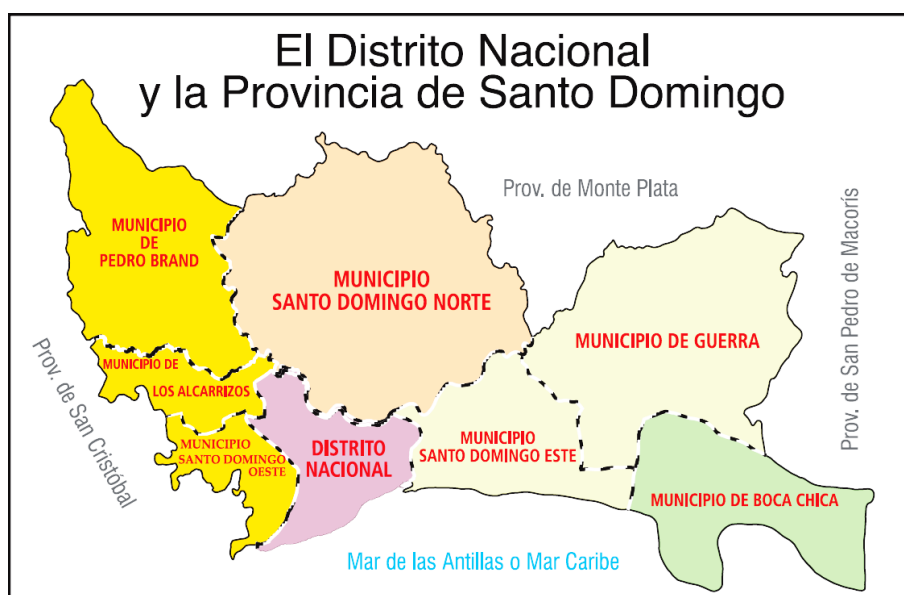 El Distrito Nacional
y la Provincia de Santo Domingo
Prov. de Monte Plata
Prov. de San Pedro de Macorís
MUNICIPIO
DE
PEDRO BRAND
MUNICIPIO
SANTO DOMINGO NORTE
MUNICIPIO DE GUERRA
Prov. de San Cristóbal
MUNICIPIO DE
LOS ALCARRIZOS
MUNICIPIO
SANTO DOMINGO
OESTE
DISTRITO
NACIONAL
MUNICIPIO
SANTO DOMINGO ESTE
MUNICIPIO DE BOCA CHICA
Mar de las Antillas o Mar Caribe